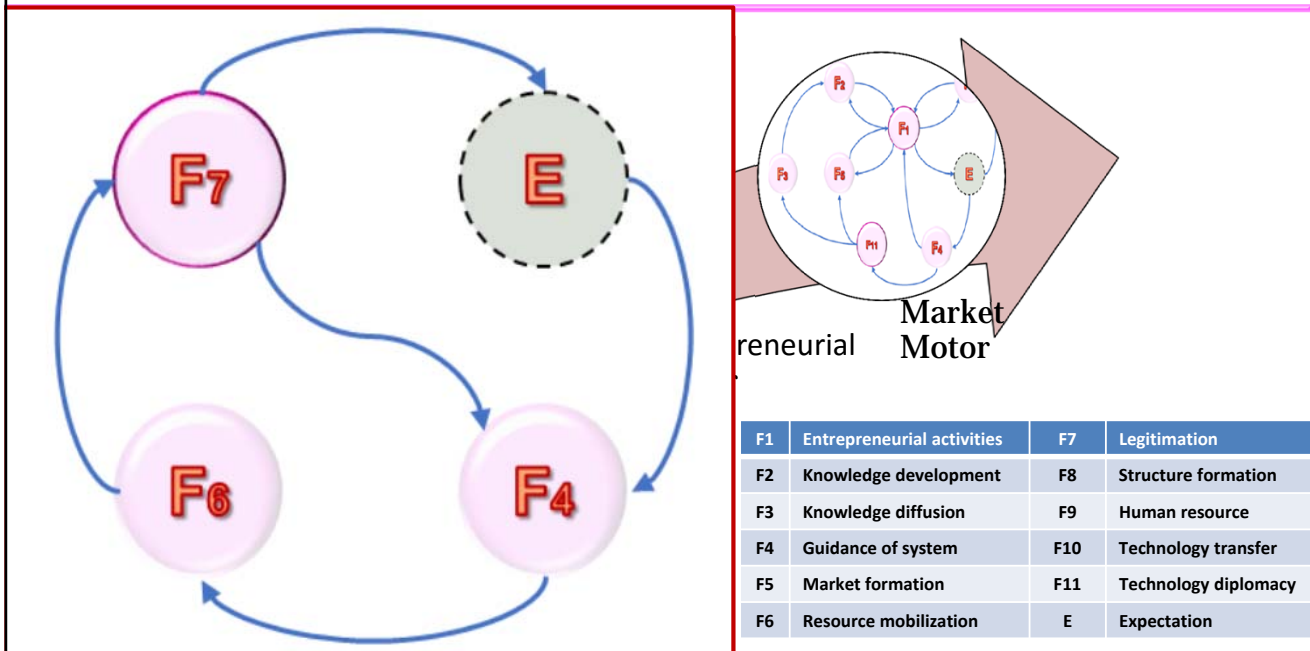 F7
E
F6
F4
F2
F1
F3
E
F11
F4
Market
reneurial Motor
F1 Entrepreneurial activities F7 Legitimation
F2 Knowledge development F8 Structure formation
F3 Knowledge diffusion F9 Human resource
F4 Guidance of system F10 Technology transfer
F5 Market formation F11 Technology diplomacy
F6 Resource mobilization E Expectation